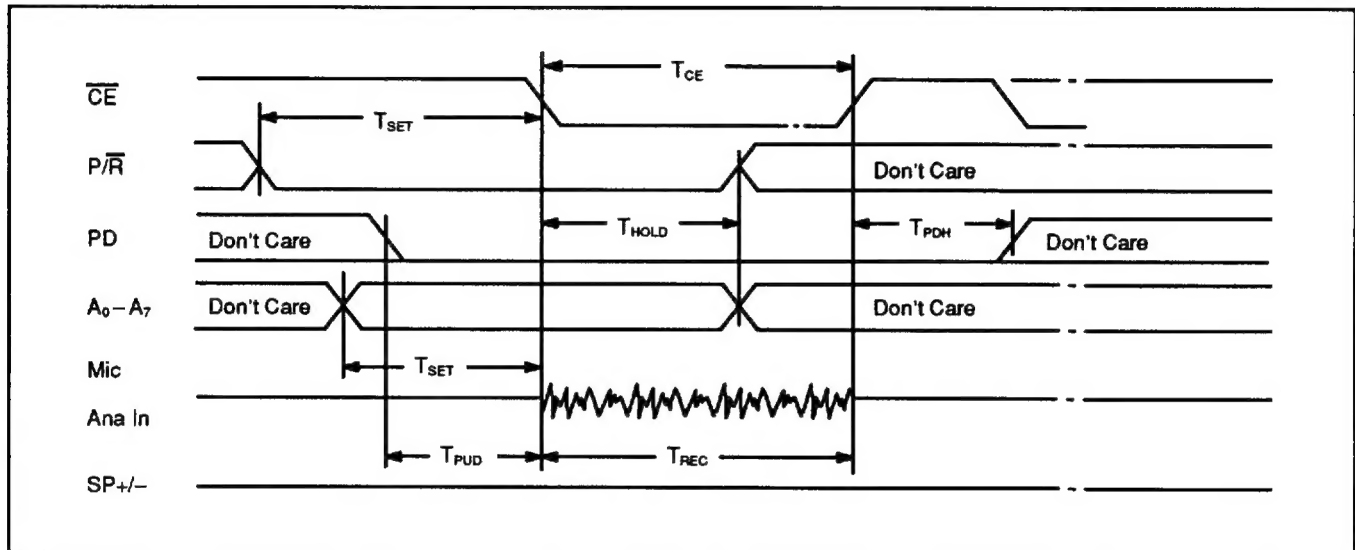 T_CE
C̅E̅
T_SET
P/R̅
Don't Care
T_HOLD
T_PDH
PD
Don't Care
Don't Care
A₀–A₇
Don't Care
Don't Care
Mic
T_SET
Ana In
T_PUD
T_REC
SP+/–